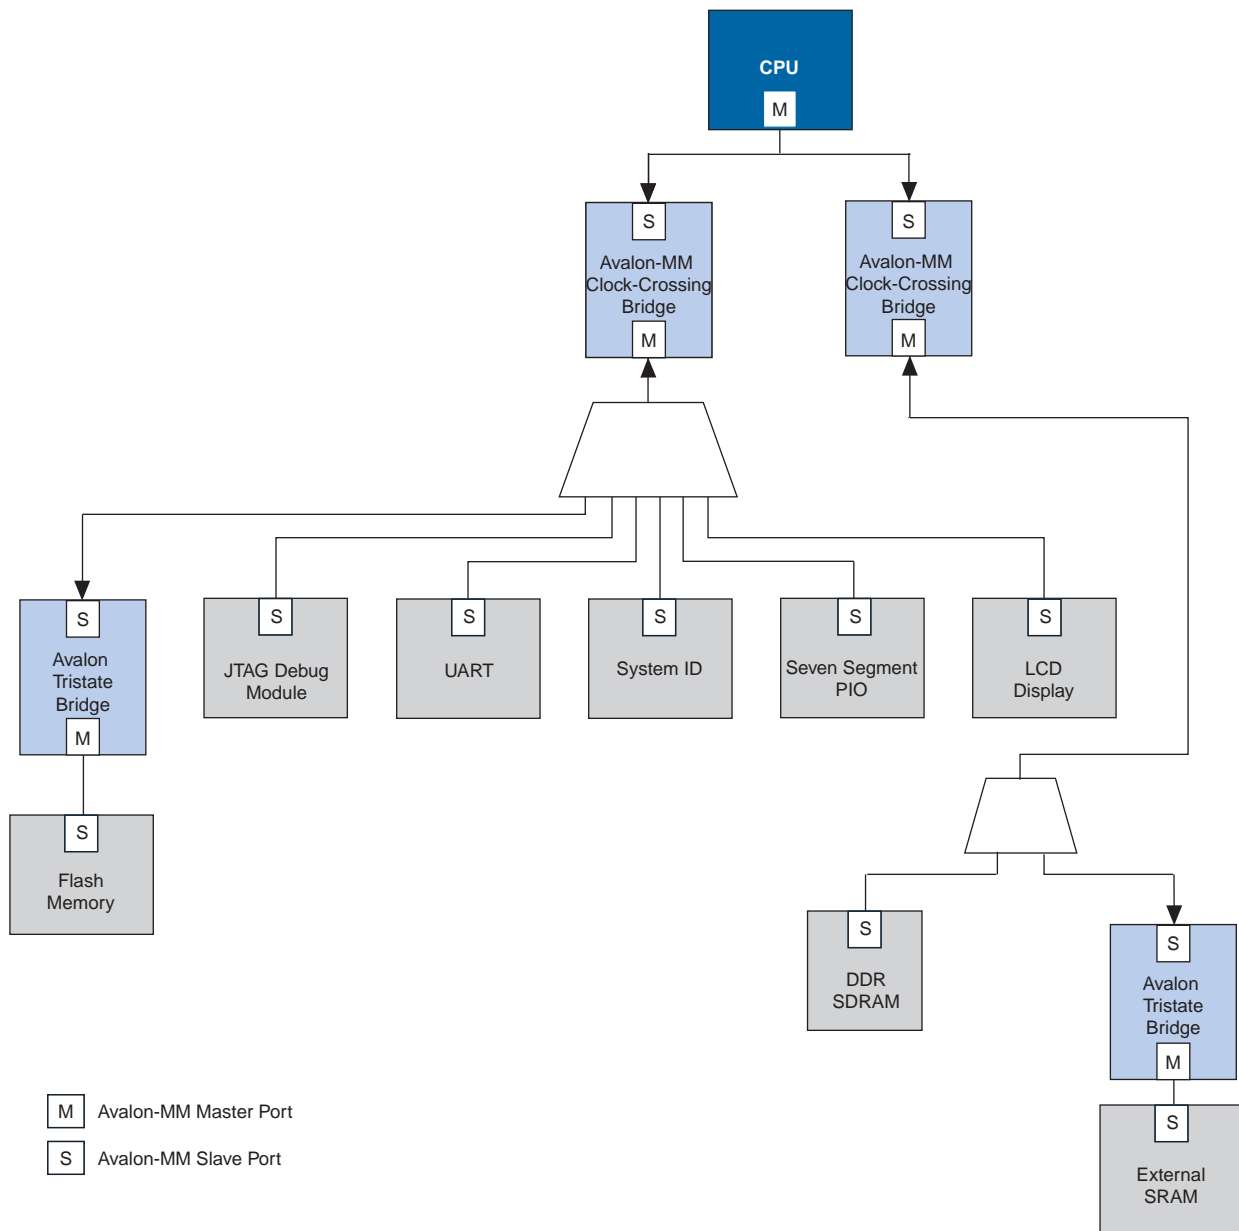 CPU
M
S
S
Avalon-MM
Clock-Crossing
Bridge
Avalon-MM
Clock-Crossing
Bridge
M
M
S
Avalon
Tristate
Bridge
M
S
JTAG Debug
Module
S
UART
S
System ID
S
Seven Segment
PIO
S
LCD
Display
S
Flash
Memory
S
DDR
SDRAM
S
Avalon
Tristate
Bridge
M
S
External
SRAM
M Avalon-MM Master Port
S Avalon-MM Slave Port